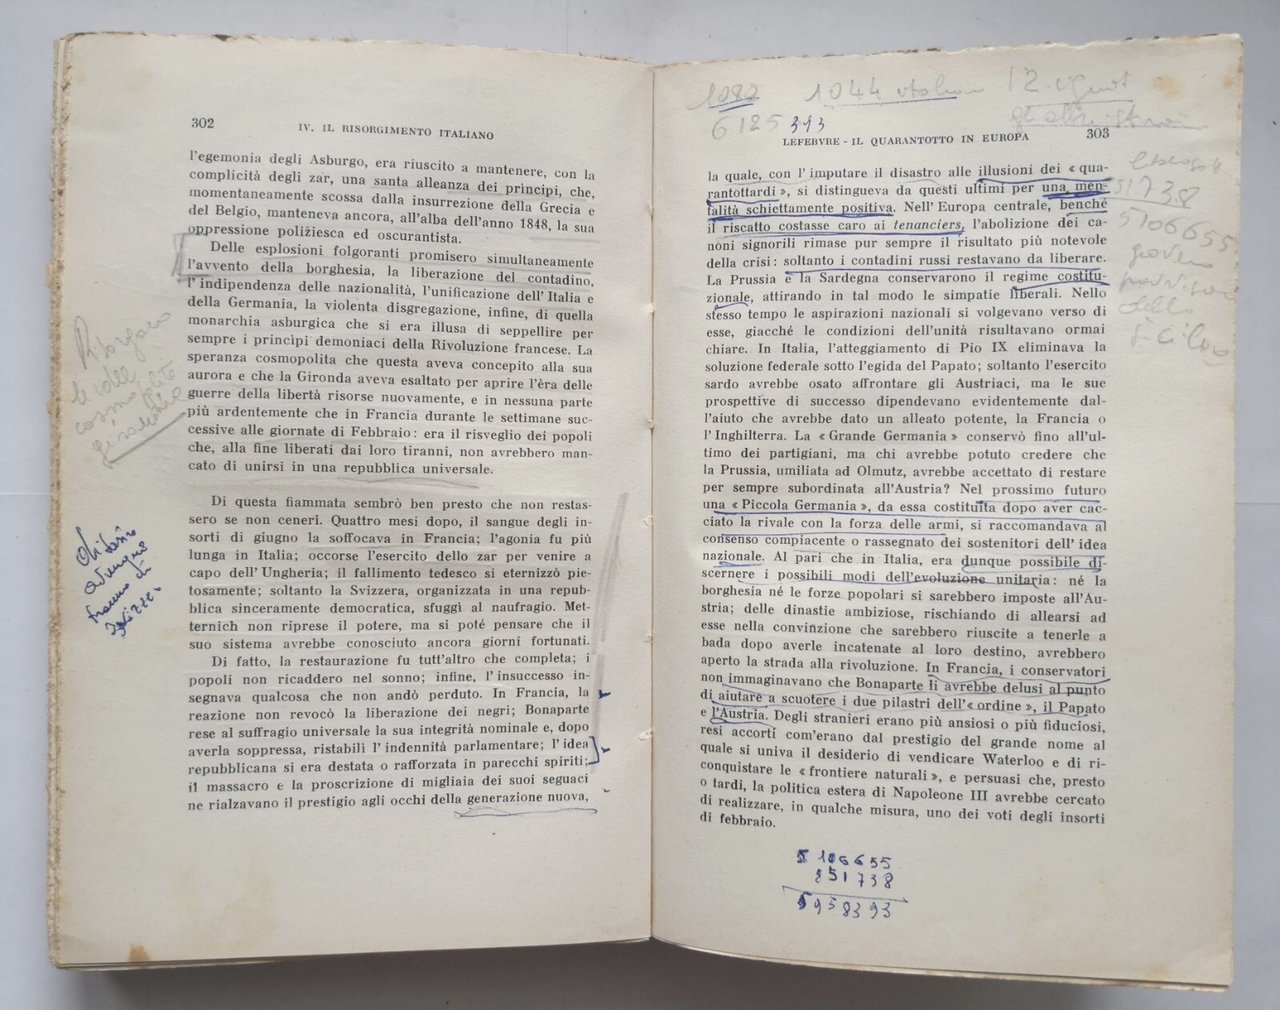 302
IV. IL RISORGIMENTO ITALIANO
l'egemonia degli Asburgo, era riuscito a mantenere, con la
complicità degli zar, una santa alleanza dei principi, che,
momentaneamente scossa dalla insurrezione della Grecia e
del Belgio, manteneva ancora, all'alba dell'anno 1848, la sua
oppressione poliziesca ed oscurantista.
Delle esplosioni folgoranti promisero simultaneamente
l'avvento della borghesia, la liberazione del contadino,
l'indipendenza delle nazionalità, l'unificazione dell'Italia e
della Germania, la violenta disgregazione, infine, di quella
monarchia asburgica che si era illusa di seppellire per
sempre i principi demoniaci della Rivoluzione francese. La
speranza cosmopolita che questa aveva concepito alla sua
aurora e che la Gironda aveva esaltato per aprire l'èra delle
guerre della libertà risorse nuovamente, e in nessuna parte
più ardentemente che in Francia durante le settimane suc-
cessive alle giornate di Febbraio: era il risveglio dei popoli
che, alla fine liberati dai loro tiranni, non avrebbero man-
cato di unirsi in una repubblica universale.
Di questa fiammata sembrò ben presto che non restas-
sero se non ceneri. Quattro mesi dopo, il sangue degli in-
sorti di giugno la soffocava in Francia; l'agonia fu più
lunga in Italia; occorse l'esercito dello zar per venire a
capo dell'Ungheria; il fallimento tedesco si eternizzò pie-
tosamente; soltanto la Svizzera, organizzata in una repub-
blica sinceramente democratica, sfuggì al naufragio. Met-
ternich non riprese il potere, ma si poté pensare che il
suo sistema avrebbe conosciuto ancora giorni fortunati.
Di fatto, la restaurazione fu tutt'altro che completa; i
popoli non ricaddero nel sonno; infine, l'insuccesso in-
segnava qualcosa che non andò perduto. In Francia, la
reazione non revocò la liberazione dei negri; Bonaparte
rese al suffragio universale la sua integrità nominale e, dopo
averla soppressa, ristabilì l'indennità parlamentare; l'idea
repubblicana si era destata o rafforzata in parecchi spiriti;
il massacro e la proscrizione di migliaia dei suoi seguaci
ne rialzavano il prestigio agli occhi della generazione nuova,
1044 12
6125 393
LEFEBVRE - IL QUARANTOTTO IN EUROPA
303
la quale, con l'imputare il disastro alle illusioni dei « qua-
rantottardi », si distingueva da questi ultimi per una men-
talità schiettamente positiva. Nell'Europa centrale, benché
il riscatto costasse caro ai tenanciers, l'abolizione dei ca-
noni signorili rimase pur sempre il risultato più notevole
della crisi: soltanto i contadini russi restavano da liberare.
La Prussia e la Sardegna conservarono il regime costitu-
zionale, attirando in tal modo le simpatie liberali. Nello
stesso tempo le aspirazioni nazionali si volgevano verso di
esse, giacché le condizioni dell'unità risultavano ormai
chiare. In Italia, l'atteggiamento di Pio IX eliminava la
soluzione federale sotto l'egida del Papato; soltanto l'esercito
sardo avrebbe osato affrontare gli Austriaci, ma le sue
prospettive di successo dipendevano evidentemente dal-
l'aiuto che avrebbe dato un alleato potente, la Francia o
l'Inghilterra. La « Grande Germania » conservò fino all'ul-
timo dei partigiani, ma chi avrebbe potuto credere che
la Prussia, umiliata ad Olmutz, avrebbe accettato di restare
per sempre subordinata all'Austria? Nel prossimo futuro
una « Piccola Germania », da essa costituita dopo aver cac-
ciato la rivale con la forza delle armi, si raccomandava al
consenso compiacente o rassegnato dei sostenitori dell'idea
nazionale. Al pari che in Italia, era dunque possibile di-
scernere i possibili modi dell'evoluzione unitaria: né la
borghesia né le forze popolari si sarebbero imposte all'Au-
stria; delle dinastie ambiziose, rischiando di allearsi ad
esse nella convinzione che sarebbero riuscite a tenerle a
bada dopo averle incatenate al loro destino, avrebbero
aperto la strada alla rivoluzione. In Francia, i conservatori
non immaginavano che Bonaparte li avrebbe delusi al punto
di aiutare a scuotere i due pilastri dell'« ordine », il Papato
e l'Austria. Degli stranieri erano più ansiosi o più fiduciosi,
resi accorti com'erano dal prestigio del grande nome al
quale si univa il desiderio di vendicare Waterloo e di ri-
conquistare le « frontiere naturali », e persuasi che, presto
o tardi, la politica estera di Napoleone III avrebbe cercato
di realizzare, in qualche misura, uno dei voti degli insorti
di febbraio.
5106655
governo
della
Sicilia
5106655
851738
5958393